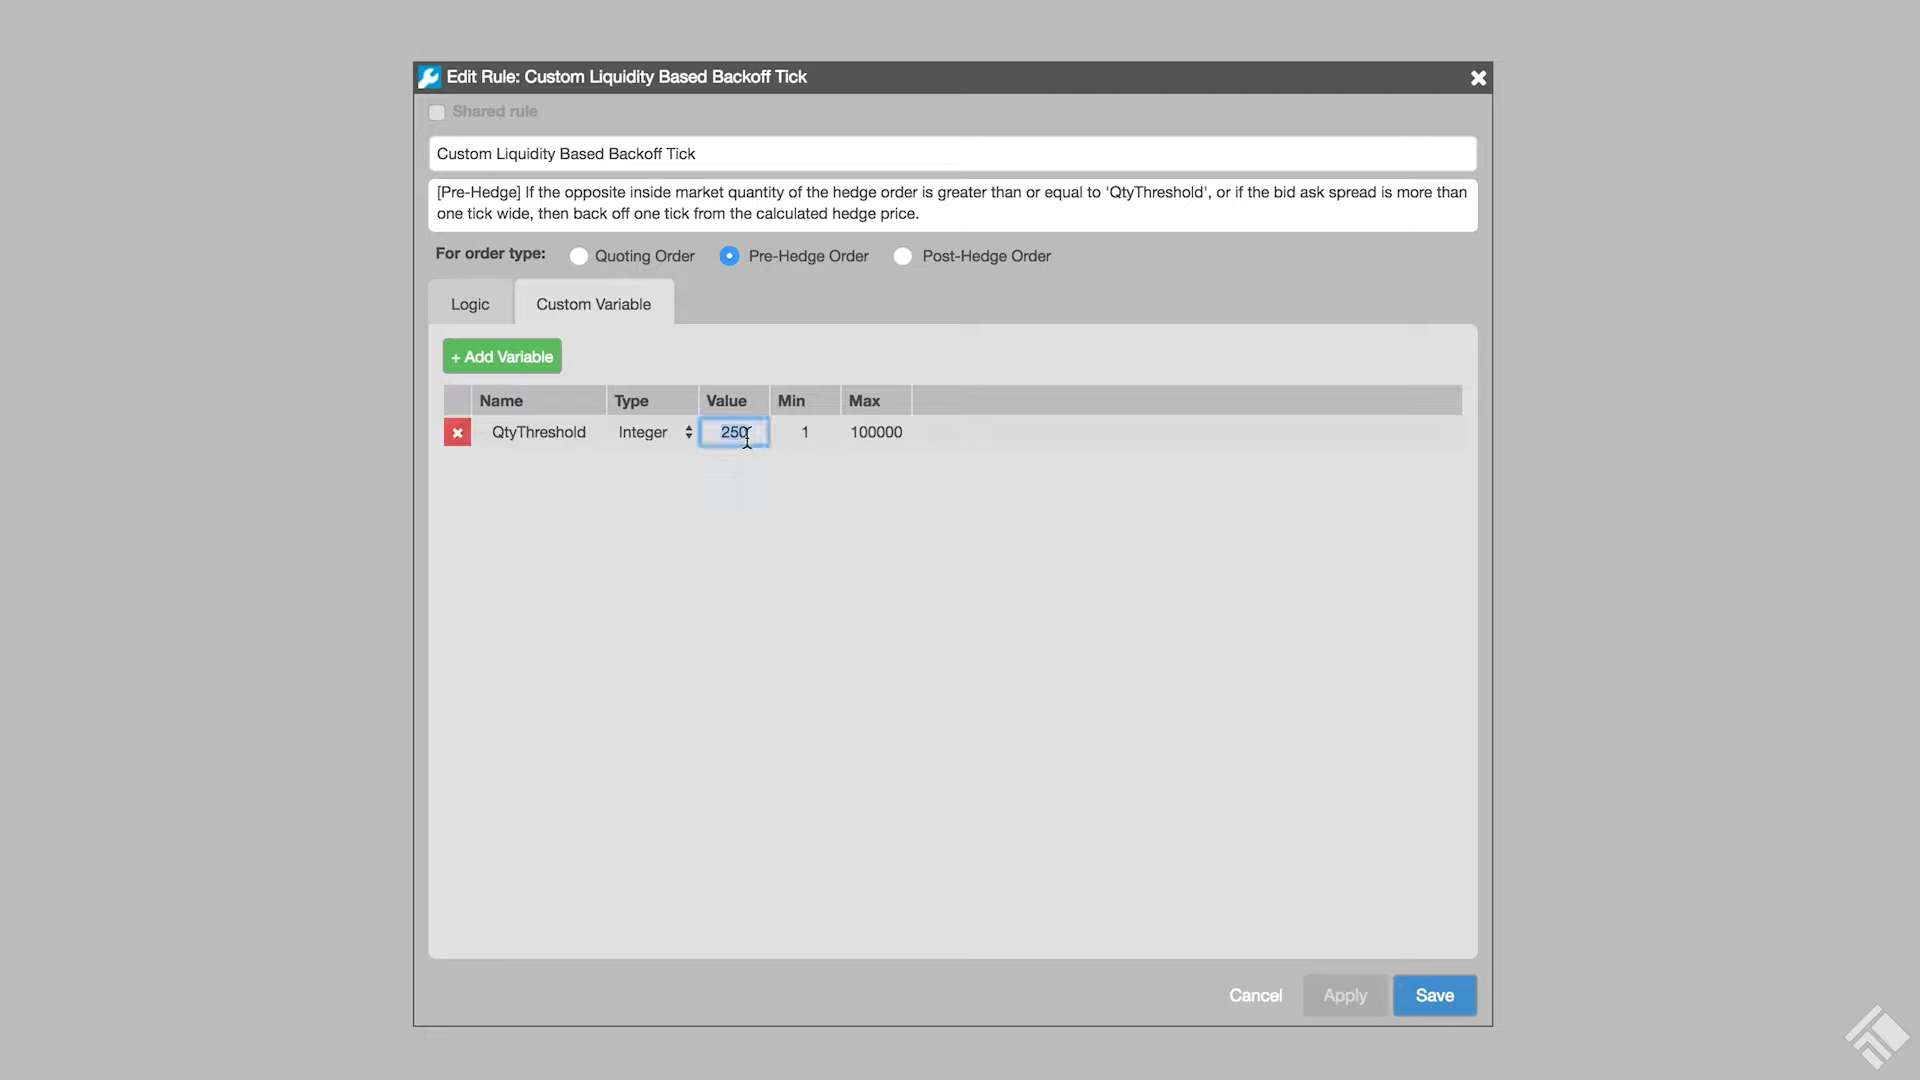 Edit Rule: Custom Liquidity Based Backoff Tick
Shared rule
Custom Liquidity Based Backoff Tick
[Pre-Hedge] If the opposite inside market quantity of the hedge order is greater than or equal to 'QtyThreshold', or if the bid ask spread is more than
one tick wide, then back off one tick from the calculated hedge price.
For order type: Quoting Order Pre-Hedge Order Post-Hedge Order
Logic Custom Variable
+ Add Variable
Name Type Value Min Max
QtyThreshold Integer 250 1 100000
Cancel Apply Save